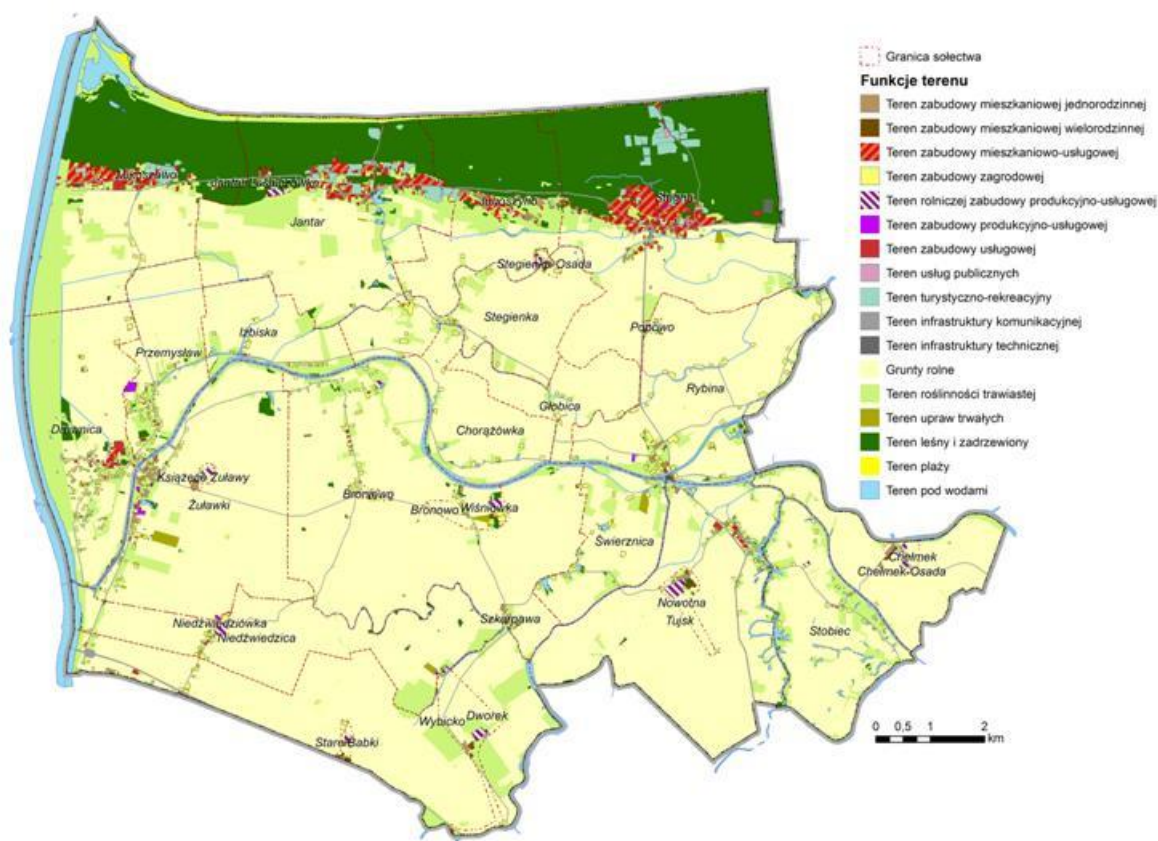 Granica sołectwa
Funkcje terenu
Teren zabudowy mieszkaniowej jednorodzinnej
Teren zabudowy mieszkaniowej wielorodzinnej
Teren zabudowy mieszkaniowo-usługowej
Teren zabudowy zagrodowej
Teren rolniczej zabudowy produkcyjno-usługowej
Teren zabudowy produkcyjno-usługowej
Teren zabudowy usługowej
Teren usług publicznych
Teren turystyczno-rekreacyjny
Teren infrastruktury komunikacyjnej
Teren infrastruktury technicznej
Grunty rolne
Teren roślinności trawiastej
Teren upraw trwałych
Teren leśny i zadrzewiony
Teren plaży
Teren pod wodami
0 0,5 1 2
km
Jantar
Stegna
Stegienka-Osada
Stegienka
Popowo
Izbiska
Przemysław
Rybina
Głobica
Chorążówka
Drewnica
Książęce Żuławy
Żuławki
Broniewo
Bronowo
Wiśniówka
Świerznica
Chełmek
Chełmek-Osada
Nowotna
Tujsk
Stobiec
Niedźwiedziówka
Niedźwiedzica
Szkarpawa
Wybicko
Dworek
Stare Babki